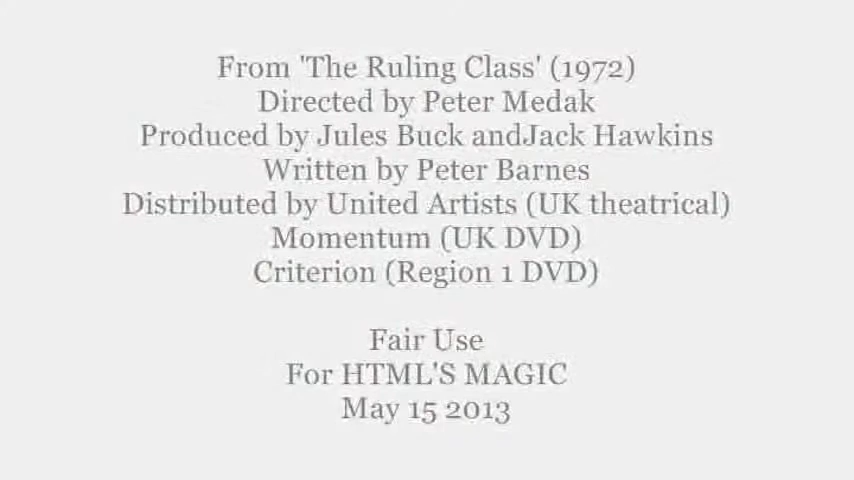 From 'The Ruling Class' (1972)
Directed by Peter Medak
Produced by Jules Buck andJack Hawkins
Written by Peter Barnes
Distributed by United Artists (UK theatrical)
Momentum (UK DVD)
Criterion (Region 1 DVD)
Fair Use
For HTML'S MAGIC
May 15 2013